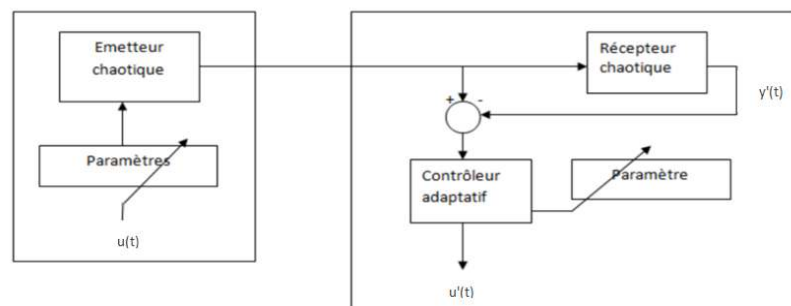 Emetteur
chaotique
Paramètres
u(t)
Récepteur
chaotique
y'(t)
+ -
Contrôleur
adaptatif
Paramètre
u'(t)